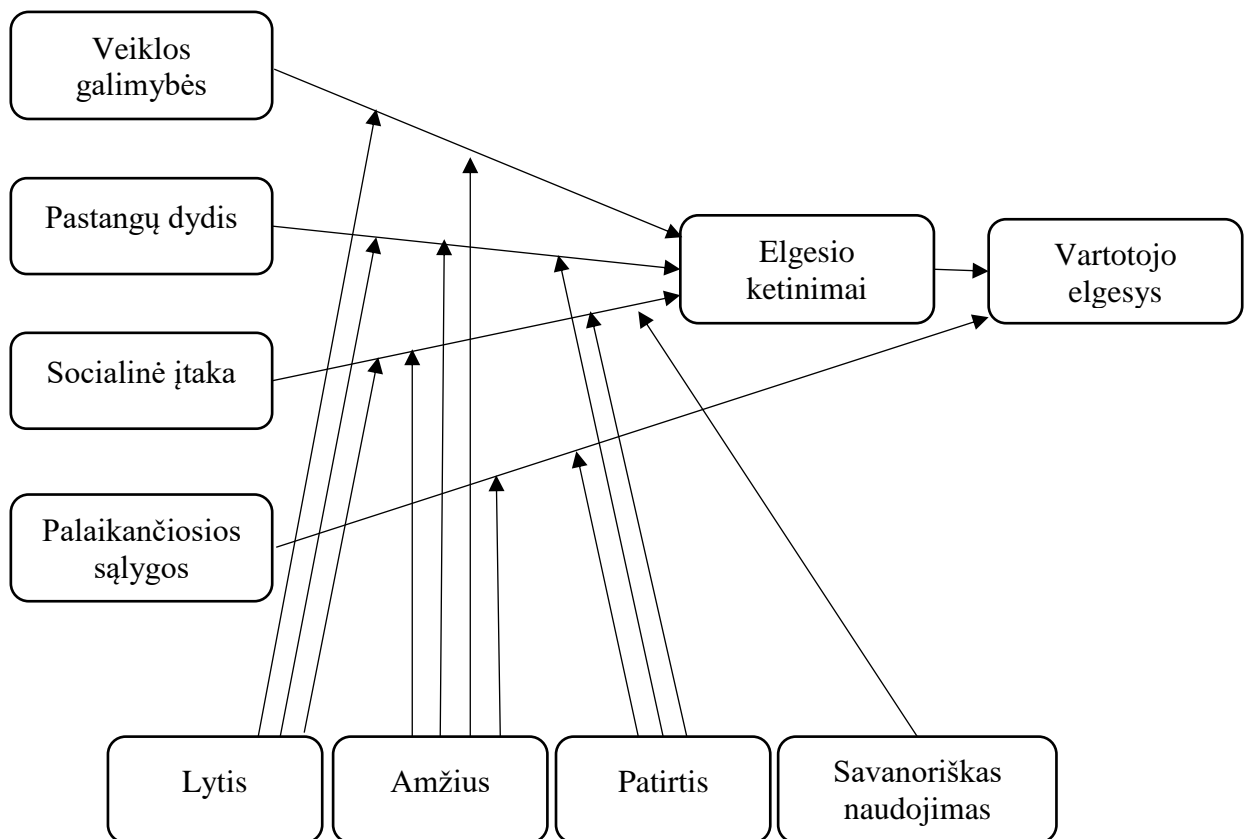 Veiklos
galimybės
Pastangų dydis
Socialinė įtaka
Palaikančiosios
sąlygos
Elgesio
ketinimai
Vartotojo
elgesys
Lytis
Amžius
Patirtis
Savanoriškas
naudojimas